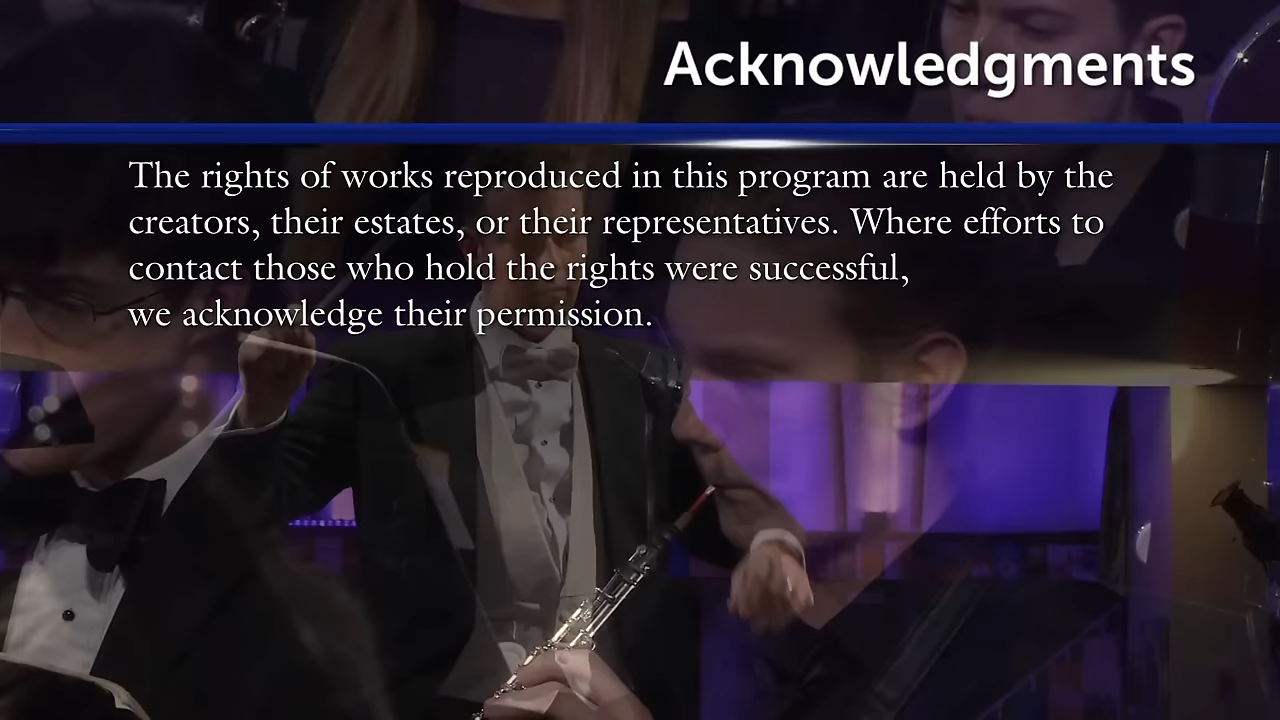 Acknowledgments
The rights of works reproduced in this program are held by the
creators, their estates, or their representatives. Where efforts to
contact those who hold the rights were successful,
we acknowledge their permission.